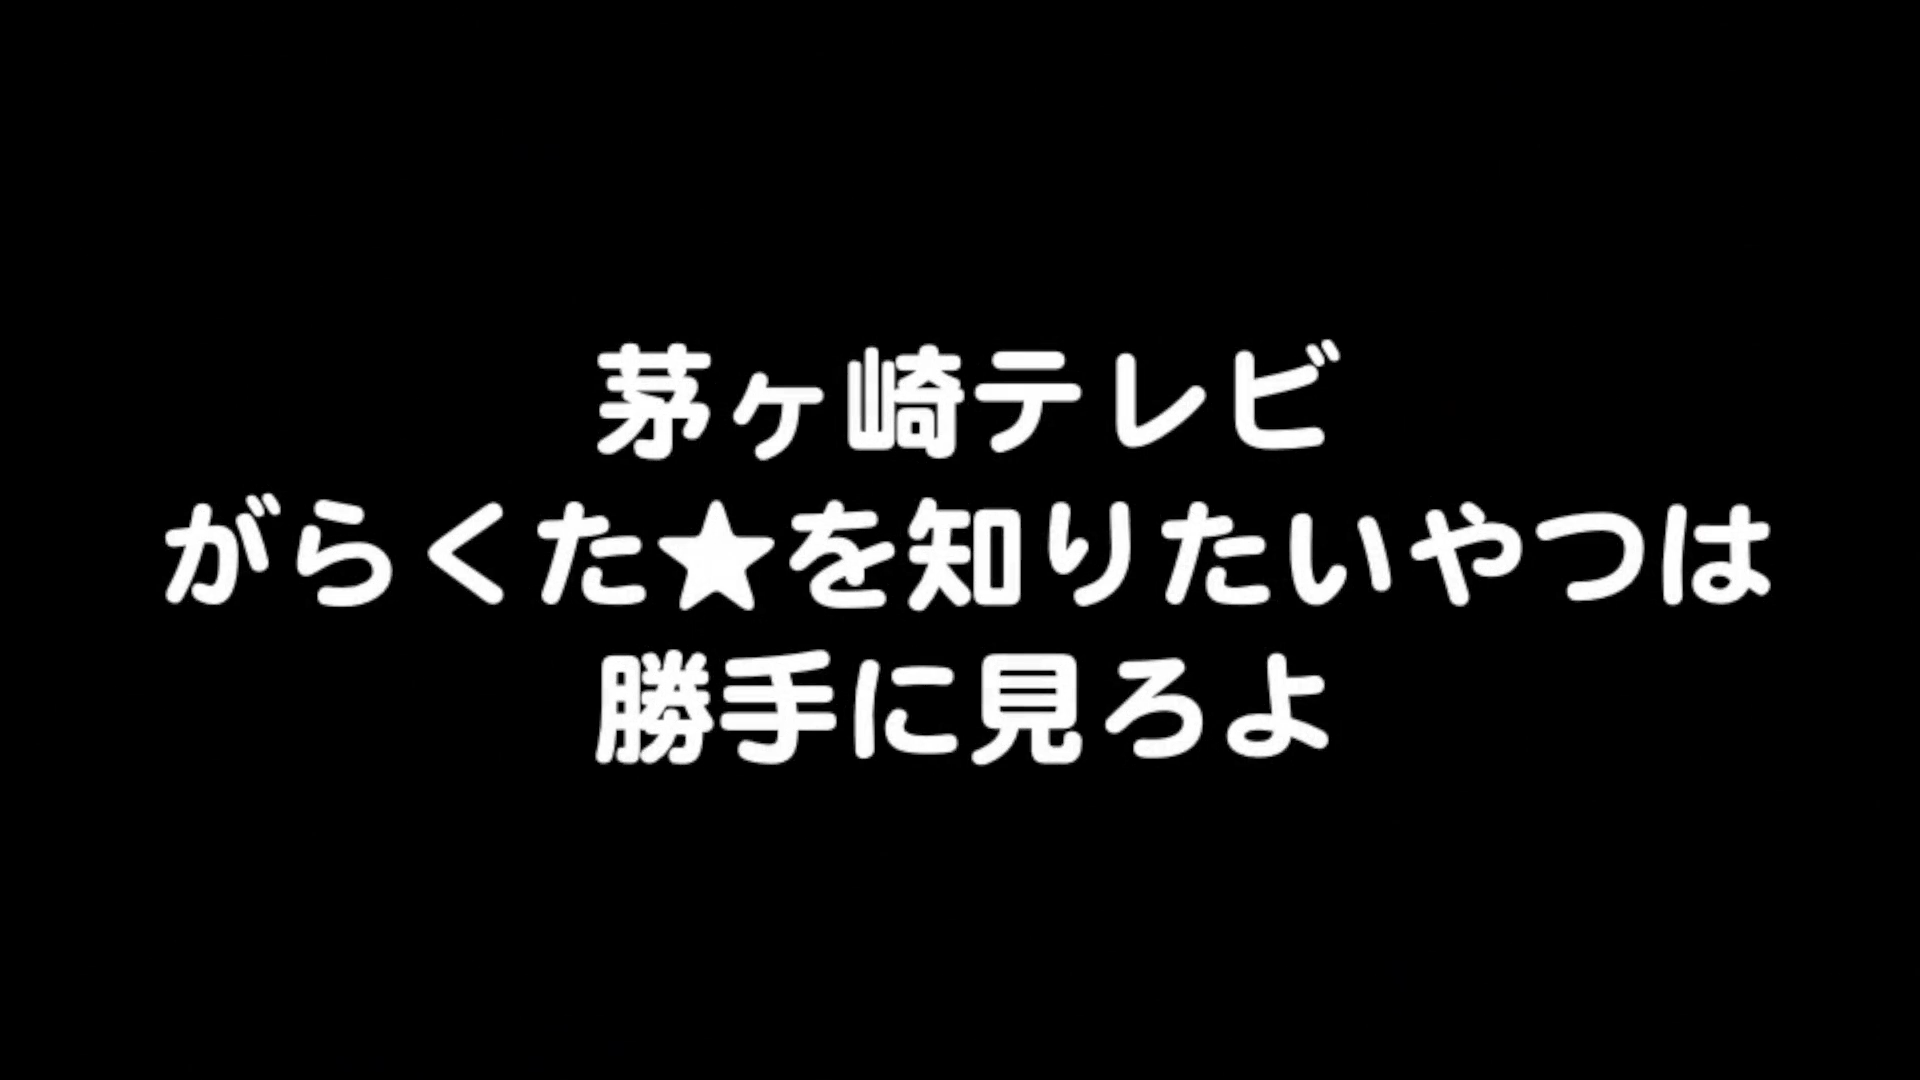 茅ヶ崎テレビ
がらくた★を知りたいやつは
勝手に見ろよ